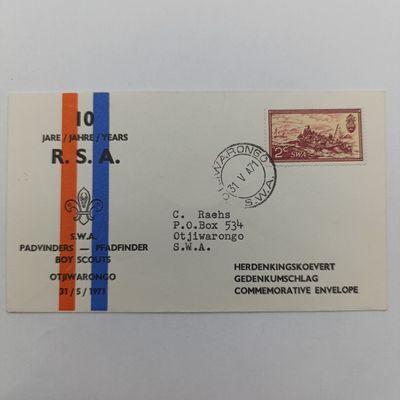 10
JARE / JAHRE / YEARS
R. S. A.
S.W.A.
PADVINDERS — PFADFINDER
BOY SCOUTS
OTJIWARONGO
31/5/1971
2c SWA
OTJIWARONGO
31 V A71
S.W.A.
C. Raehs
P.O.Box 534
Otjiwarongo
S.W.A.
HERDENKINGSKOEVERT
GEDENKUMSCHLAG
COMMEMORATIVE ENVELOPE